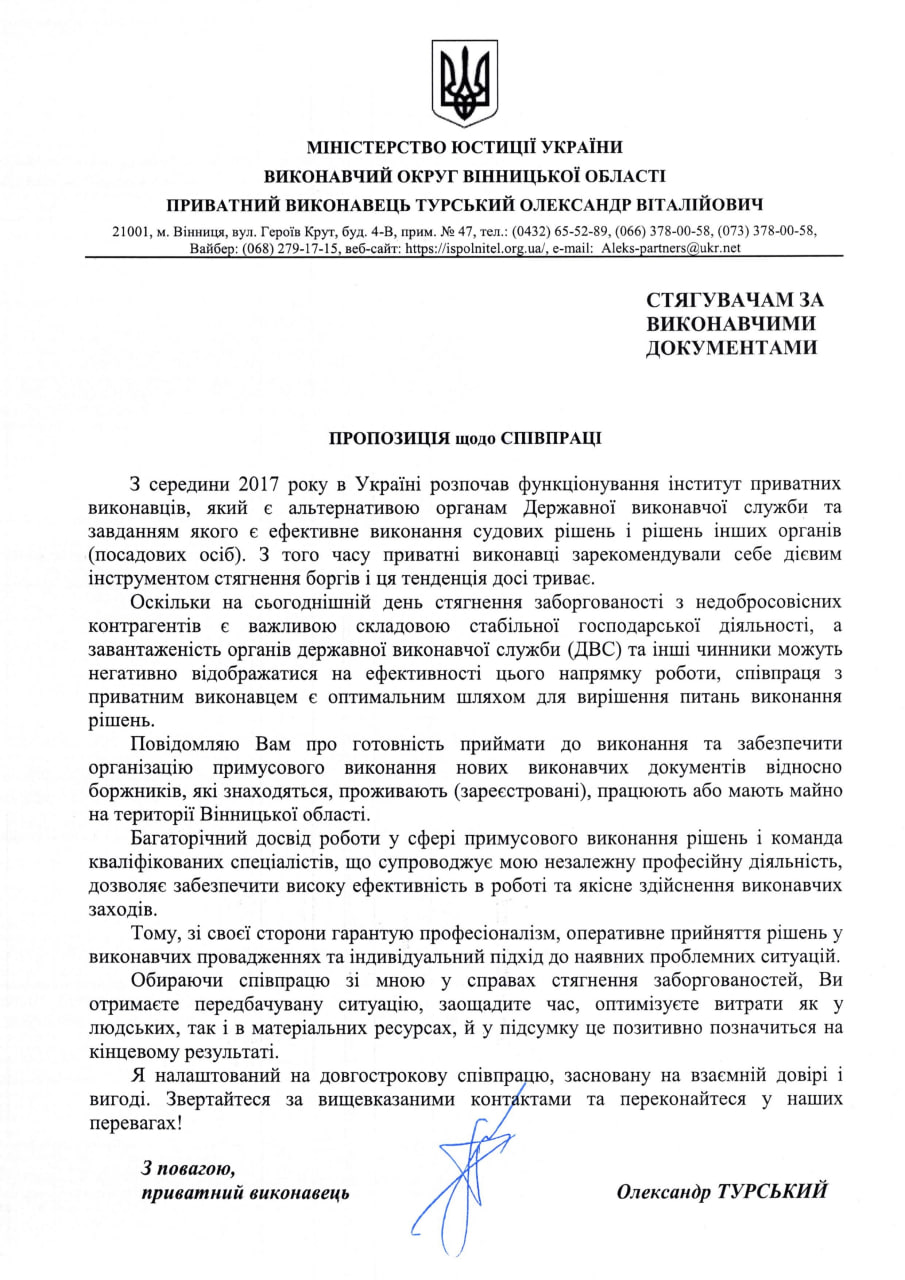 МІНІСТЕРСТВО ЮСТИЦІЇ УКРАЇНИ
ВИКОНАВЧИЙ ОКРУГ ВІННИЦЬКОЇ ОБЛАСТІ
ПРИВАТНИЙ ВИКОНАВЕЦЬ ТУРСЬКИЙ ОЛЕКСАНДР ВІТАЛІЙОВИЧ
21001, м. Вінниця, вул. Героїв Крут, буд. 4-В, прим. № 47, тел.: (0432) 65-52-89, (066) 378-00-58, (073) 378-00-58,
Вайбер: (068) 279-17-15, веб-сайт: https://ispolnitel.org.ua/, e-mail: Aleks-partners@ukr.net
СТЯГУВАЧАМ ЗА
ВИКОНАВЧИМИ
ДОКУМЕНТАМИ
ПРОПОЗИЦІЯ щодо СПІВПРАЦІ
З середини 2017 року в Україні розпочав функціонування інститут приватних
виконавців, який є альтернативою органам Державної виконавчої служби та
завданням якого є ефективне виконання судових рішень і рішень інших органів
(посадових осіб). З того часу приватні виконавці зарекомендували себе дієвим
інструментом стягнення боргів і ця тенденція досі триває.
Оскільки на сьогоднішній день стягнення заборгованості з недобросовісних
контрагентів є важливою складовою стабільної господарської діяльності, а
завантаженість органів державної виконавчої служби (ДВС) та інші чинники можуть
негативно відображатися на ефективності цього напрямку роботи, співпраця з
приватним виконавцем є оптимальним шляхом для вирішення питань виконання
рішень.
Повідомляю Вам про готовність приймати до виконання та забезпечити
організацію примусового виконання нових виконавчих документів відносно
боржників, які знаходяться, проживають (зареєстровані), працюють або мають майно
на території Вінницької області.
Багаторічний досвід роботи у сфері примусового виконання рішень і команда
кваліфікованих спеціалістів, що супроводжує мою незалежну професійну діяльність,
дозволяє забезпечити високу ефективність в роботі та якісне здійснення виконавчих
заходів.
Тому, зі своєї сторони гарантую професіоналізм, оперативне прийняття рішень у
виконавчих провадженнях та індивідуальний підхід до наявних проблемних ситуацій.
Обираючи співпрацю зі мною у справах стягнення заборгованостей, Ви
отримаєте передбачувану ситуацію, заощадите час, оптимізуєте витрати як у
людських, так і в матеріальних ресурсах, й у підсумку це позитивно позначиться на
кінцевому результаті.
Я налаштований на довгострокову співпрацю, засновану на взаємній довірі і
вигоді. Звертайтеся за вищевказаними контактами та переконайтеся у наших
перевагах!
З повагою,
приватний виконавець Олександр ТУРСЬКИЙ